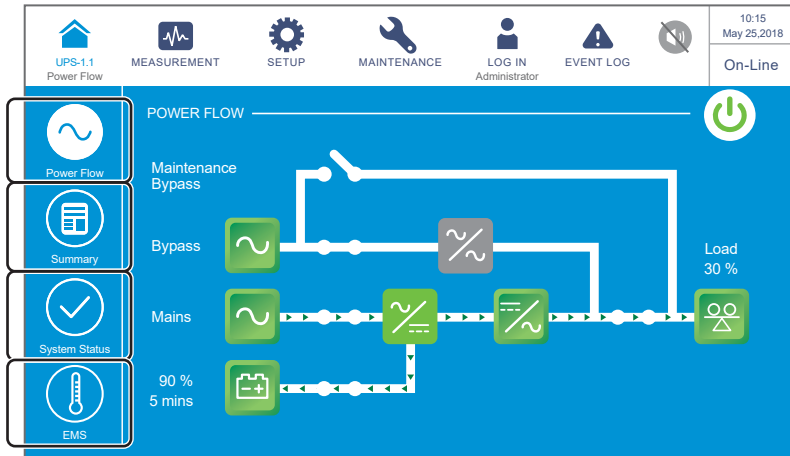 UPS-1.1
Power Flow
MEASUREMENT
SETUP
MAINTENANCE
LOG IN
Administrator
EVENT LOG
10:15
May 25,2018
On-Line
Power Flow
Summary
System Status
EMS
POWER FLOW
Maintenance
Bypass
Bypass
Mains
90 %
5 mins
Load
30 %